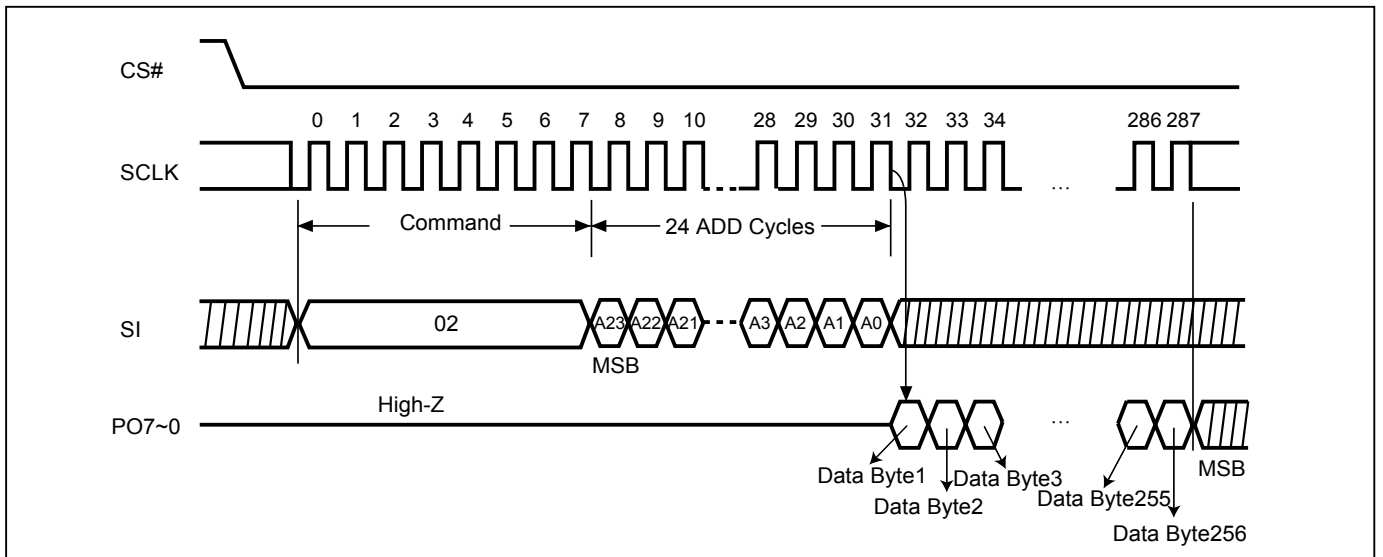 CS#
0 1 2 3 4 5 6 7 8 9 10 28 29 30 31 32 33 34 286 287
SCLK
...
Command
24 ADD Cycles
SI
02
A23 A22 A21 A3 A2 A1 A0
MSB
High-Z
PO7~0
...
MSB
Data Byte1
Data Byte2
Data Byte3
Data Byte255
Data Byte256